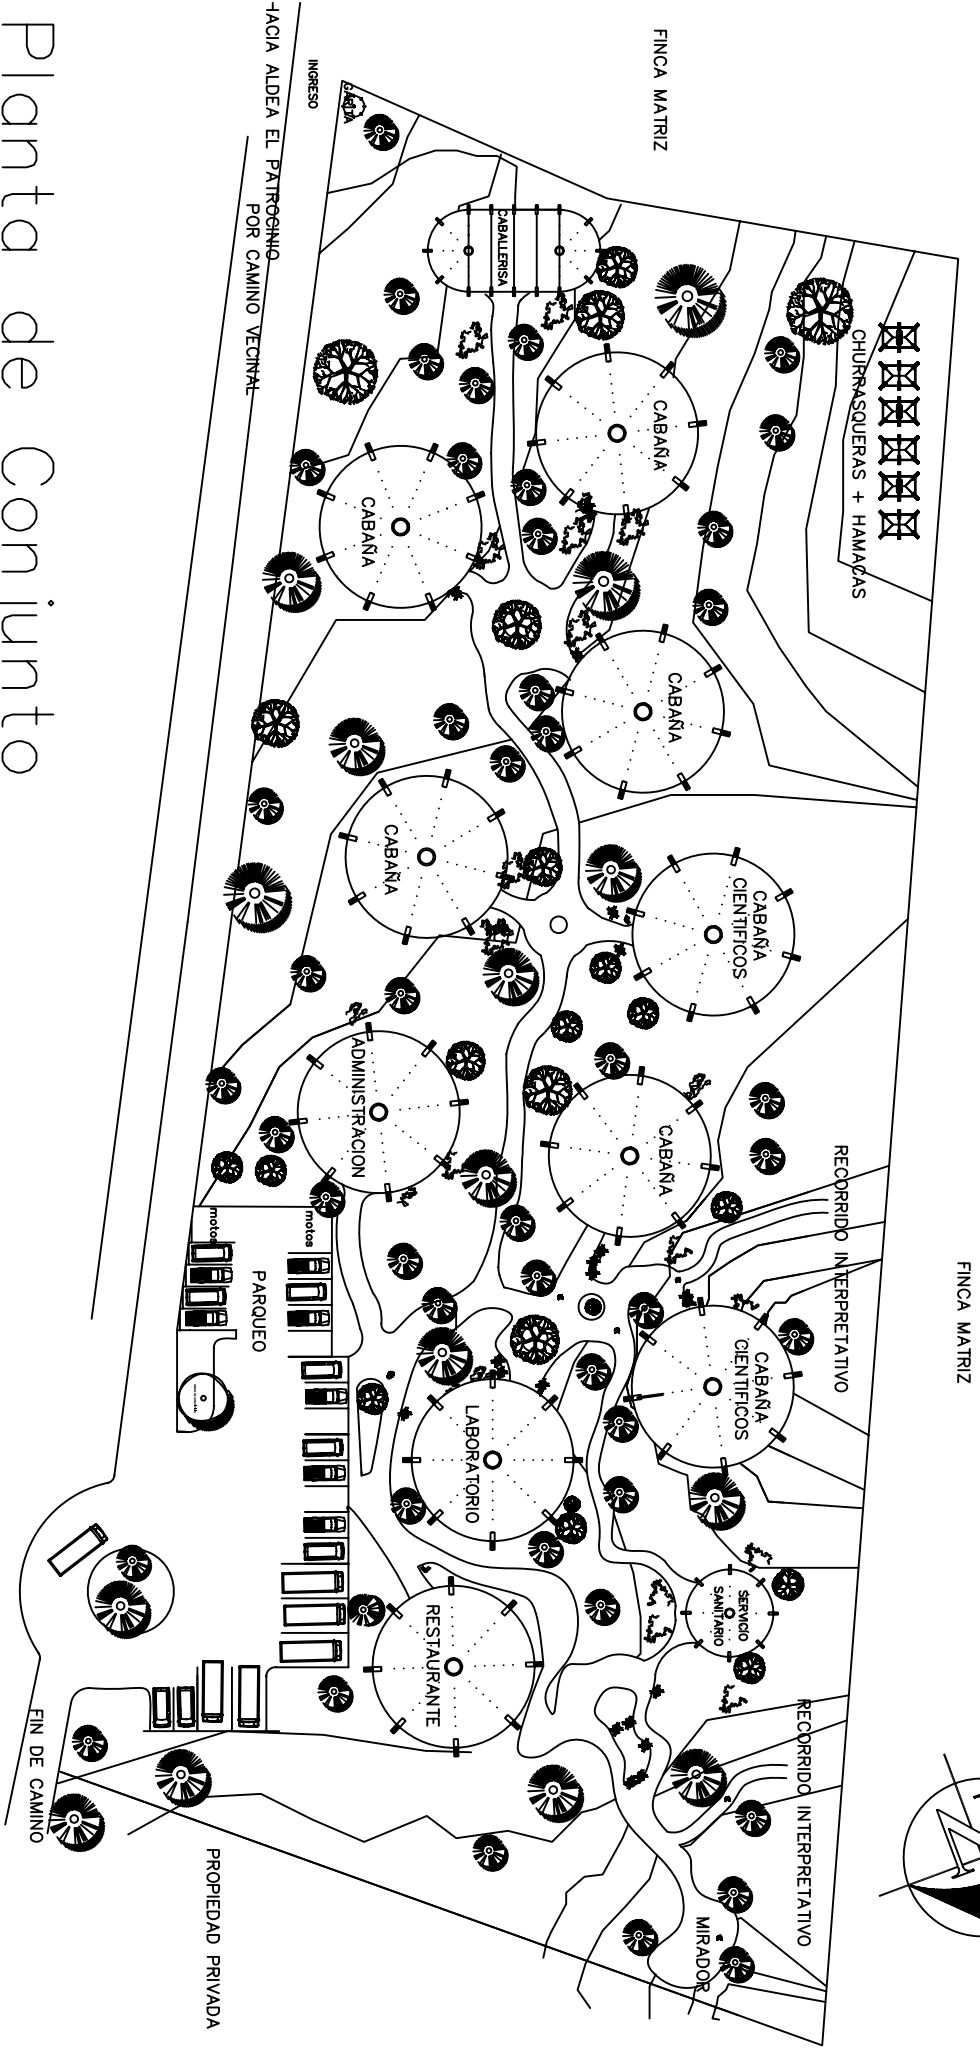 Planta de Conjunto
HACIA ALDEA EL PATROCINIO
POR CAMINO VECINAL
INGRESO
GARITA
FINCA MATRIZ
CABALLERISA
CHURRASQUERAS + HAMACAS
CABAÑA
CABAÑA
CABAÑA
CABAÑA
CABAÑA
CIENTIFICOS
ADMINISTRACION
CABAÑA
RECORRIDO INTERPRETATIVO
FINCA MATRIZ
motos
motos
PARQUEO
CABAÑA
CIENTIFICOS
LABORATORIO
SERVICIO
SANITARIO
RESTAURANTE
RECORRIDO INTERPRETATIVO
MIRADOR
FIN DE CAMINO
PROPIEDAD PRIVADA
N